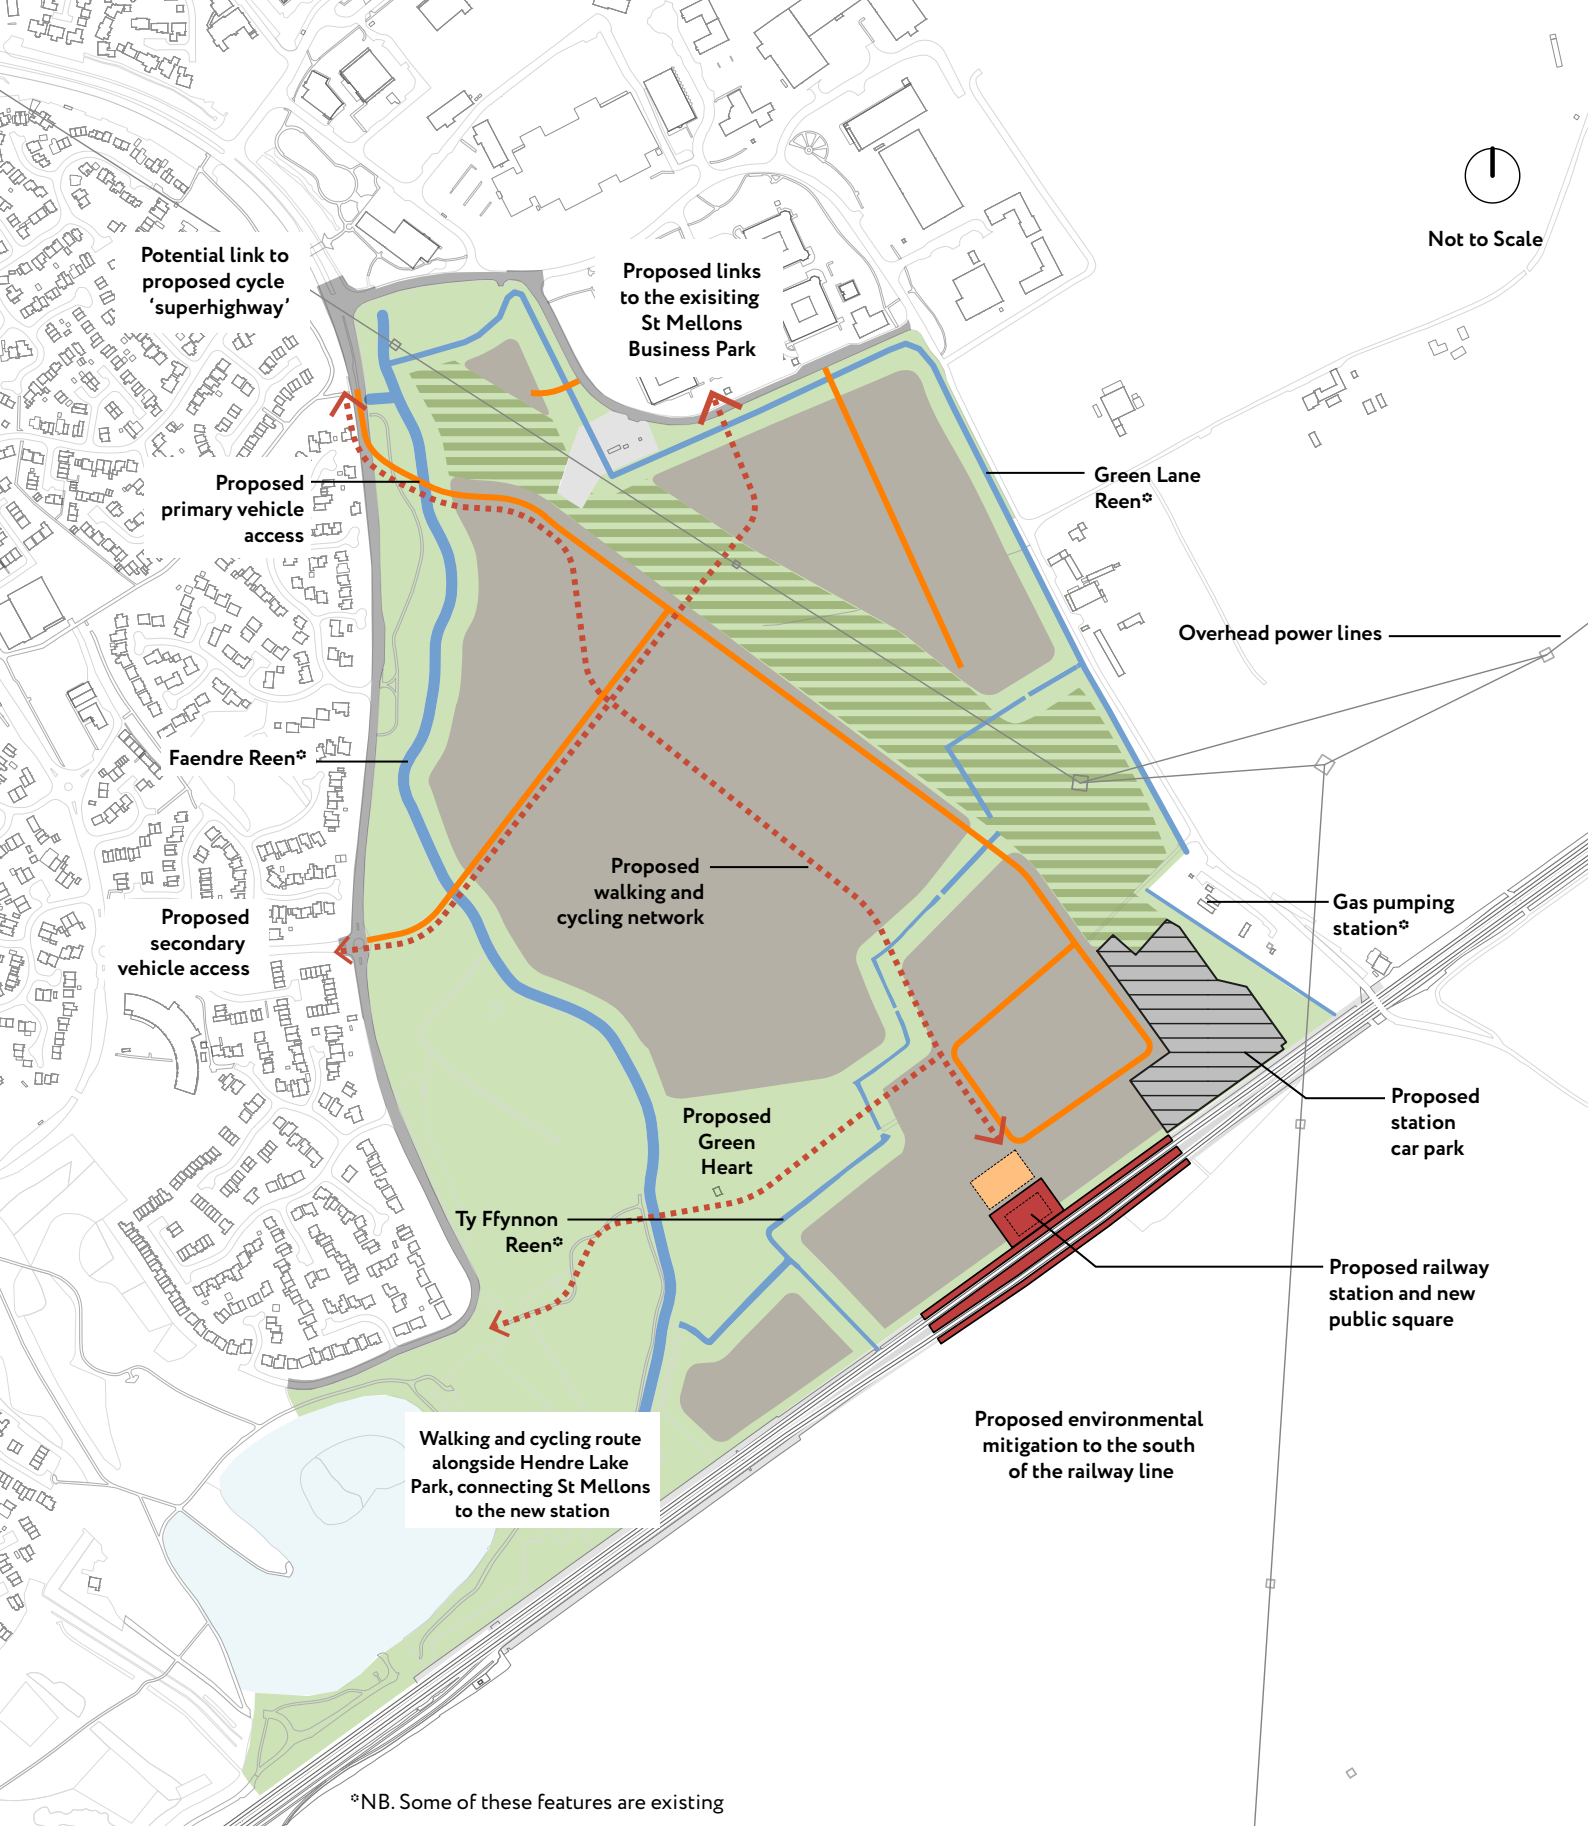 Not to Scale
Potential link to
proposed cycle
‘superhighway’
Proposed links
to the exisiting
St Mellons
Business Park
Proposed
primary vehicle
access
Green Lane
Reen*
Overhead power lines
Faendre Reen*
Proposed
walking and
cycling network
Proposed
secondary
vehicle access
Gas pumping
station*
Proposed
station
car park
Proposed
Green
Heart
Ty Ffynnon
Reen*
Proposed railway
station and new
public square
Proposed environmental
mitigation to the south
of the railway line
Walking and cycling route
alongside Hendre Lake
Park, connecting St Mellons
to the new station
*NB. Some of these features are existing